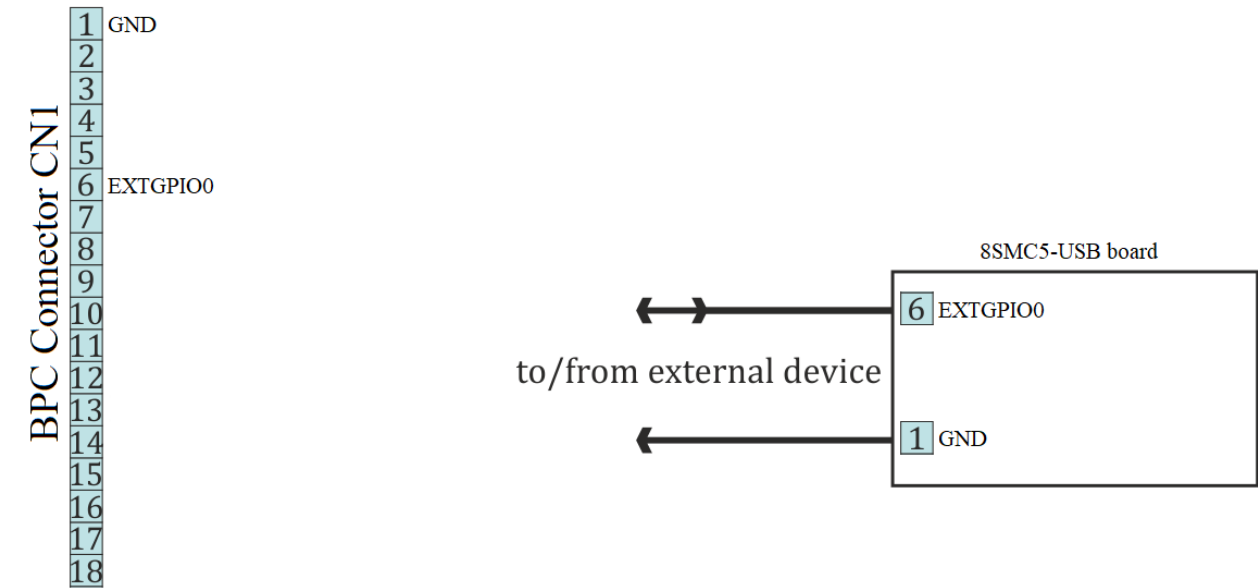 BPC Connector CN1
1 GND
2
3
4
5
6 EXTGPIO0
7
8
9
10
11
12
13
14
15
16
17
18
8SMC5-USB board
6 EXTGPIO0
to/from external device
1 GND